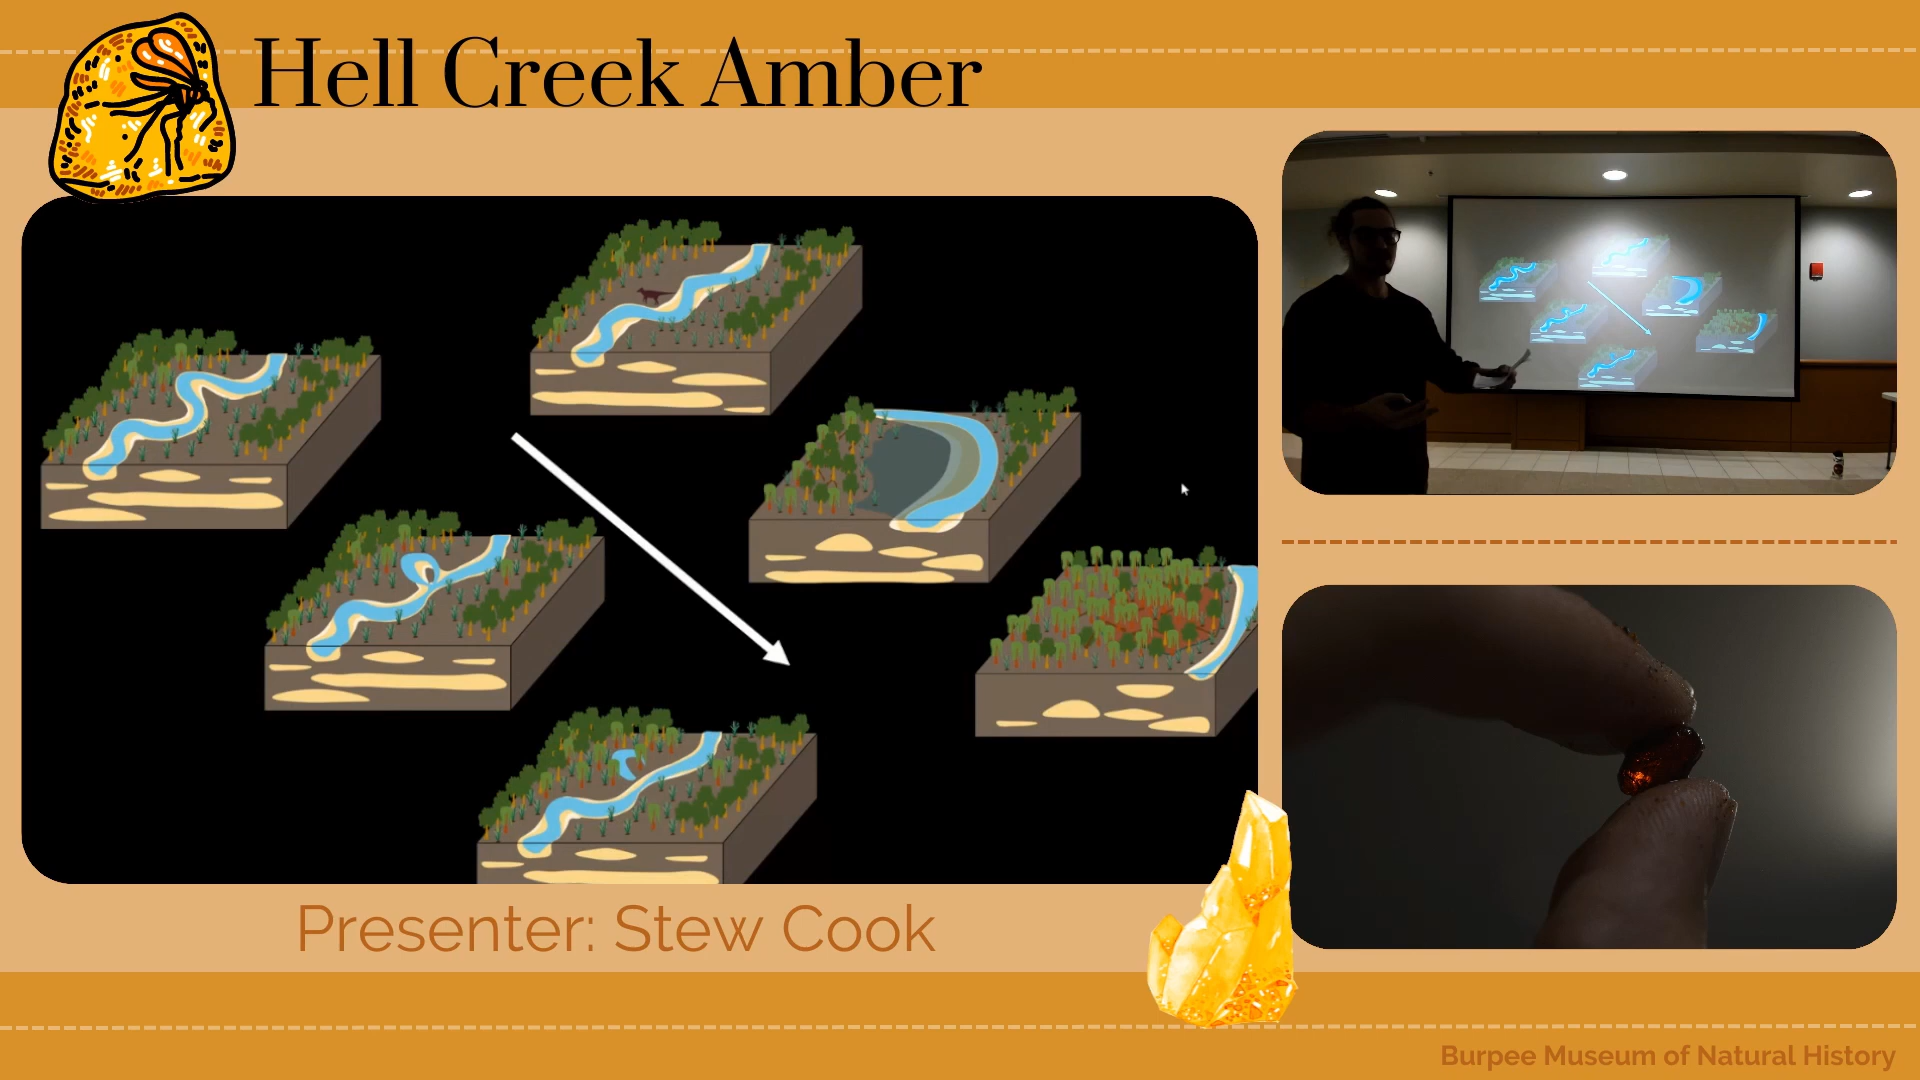 Hell Creek Amber
Presenter: Stew Cook
Burpee Museum of Natural History